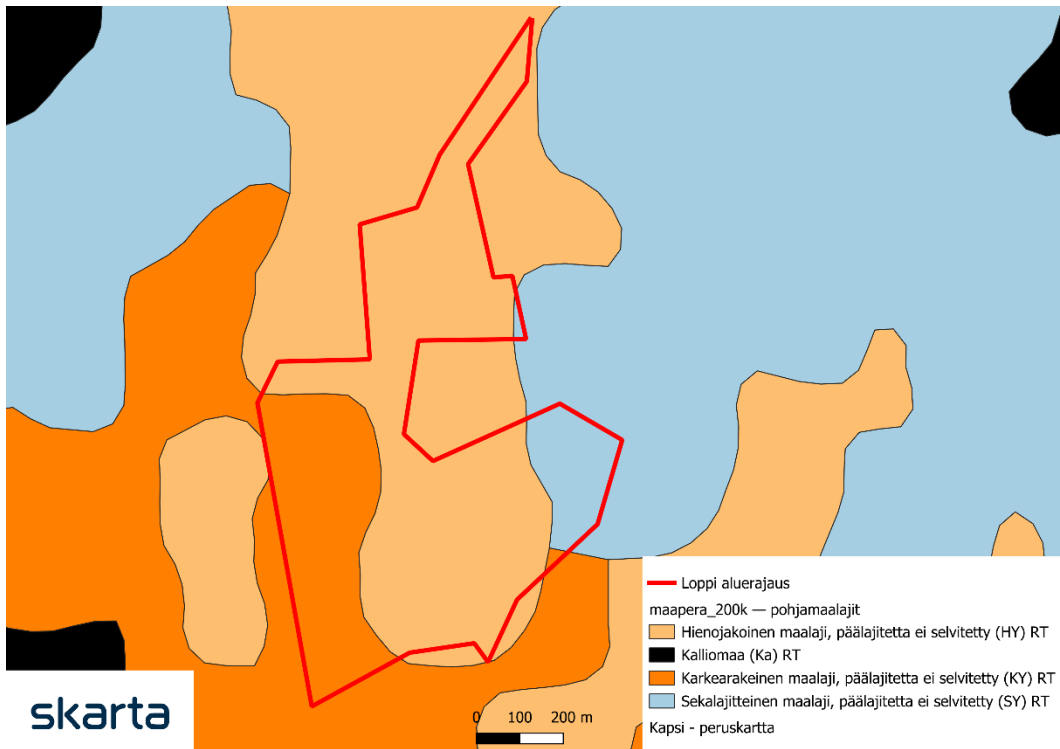 Loppi aluerajaus
maapera_200k — pohjamaalajit
Hienojakoinen maalaji, päälajitetta ei selvitetty (HY) RT
Kalliomaa (Ka) RT
Karkearakeinen maalaji, päälajitetta ei selvitetty (KY) RT
Sekalajitteinen maalaji, päälajitetta ei selvitetty (SY) RT
Kapsi - peruskartta
skarta
0 100 200 m